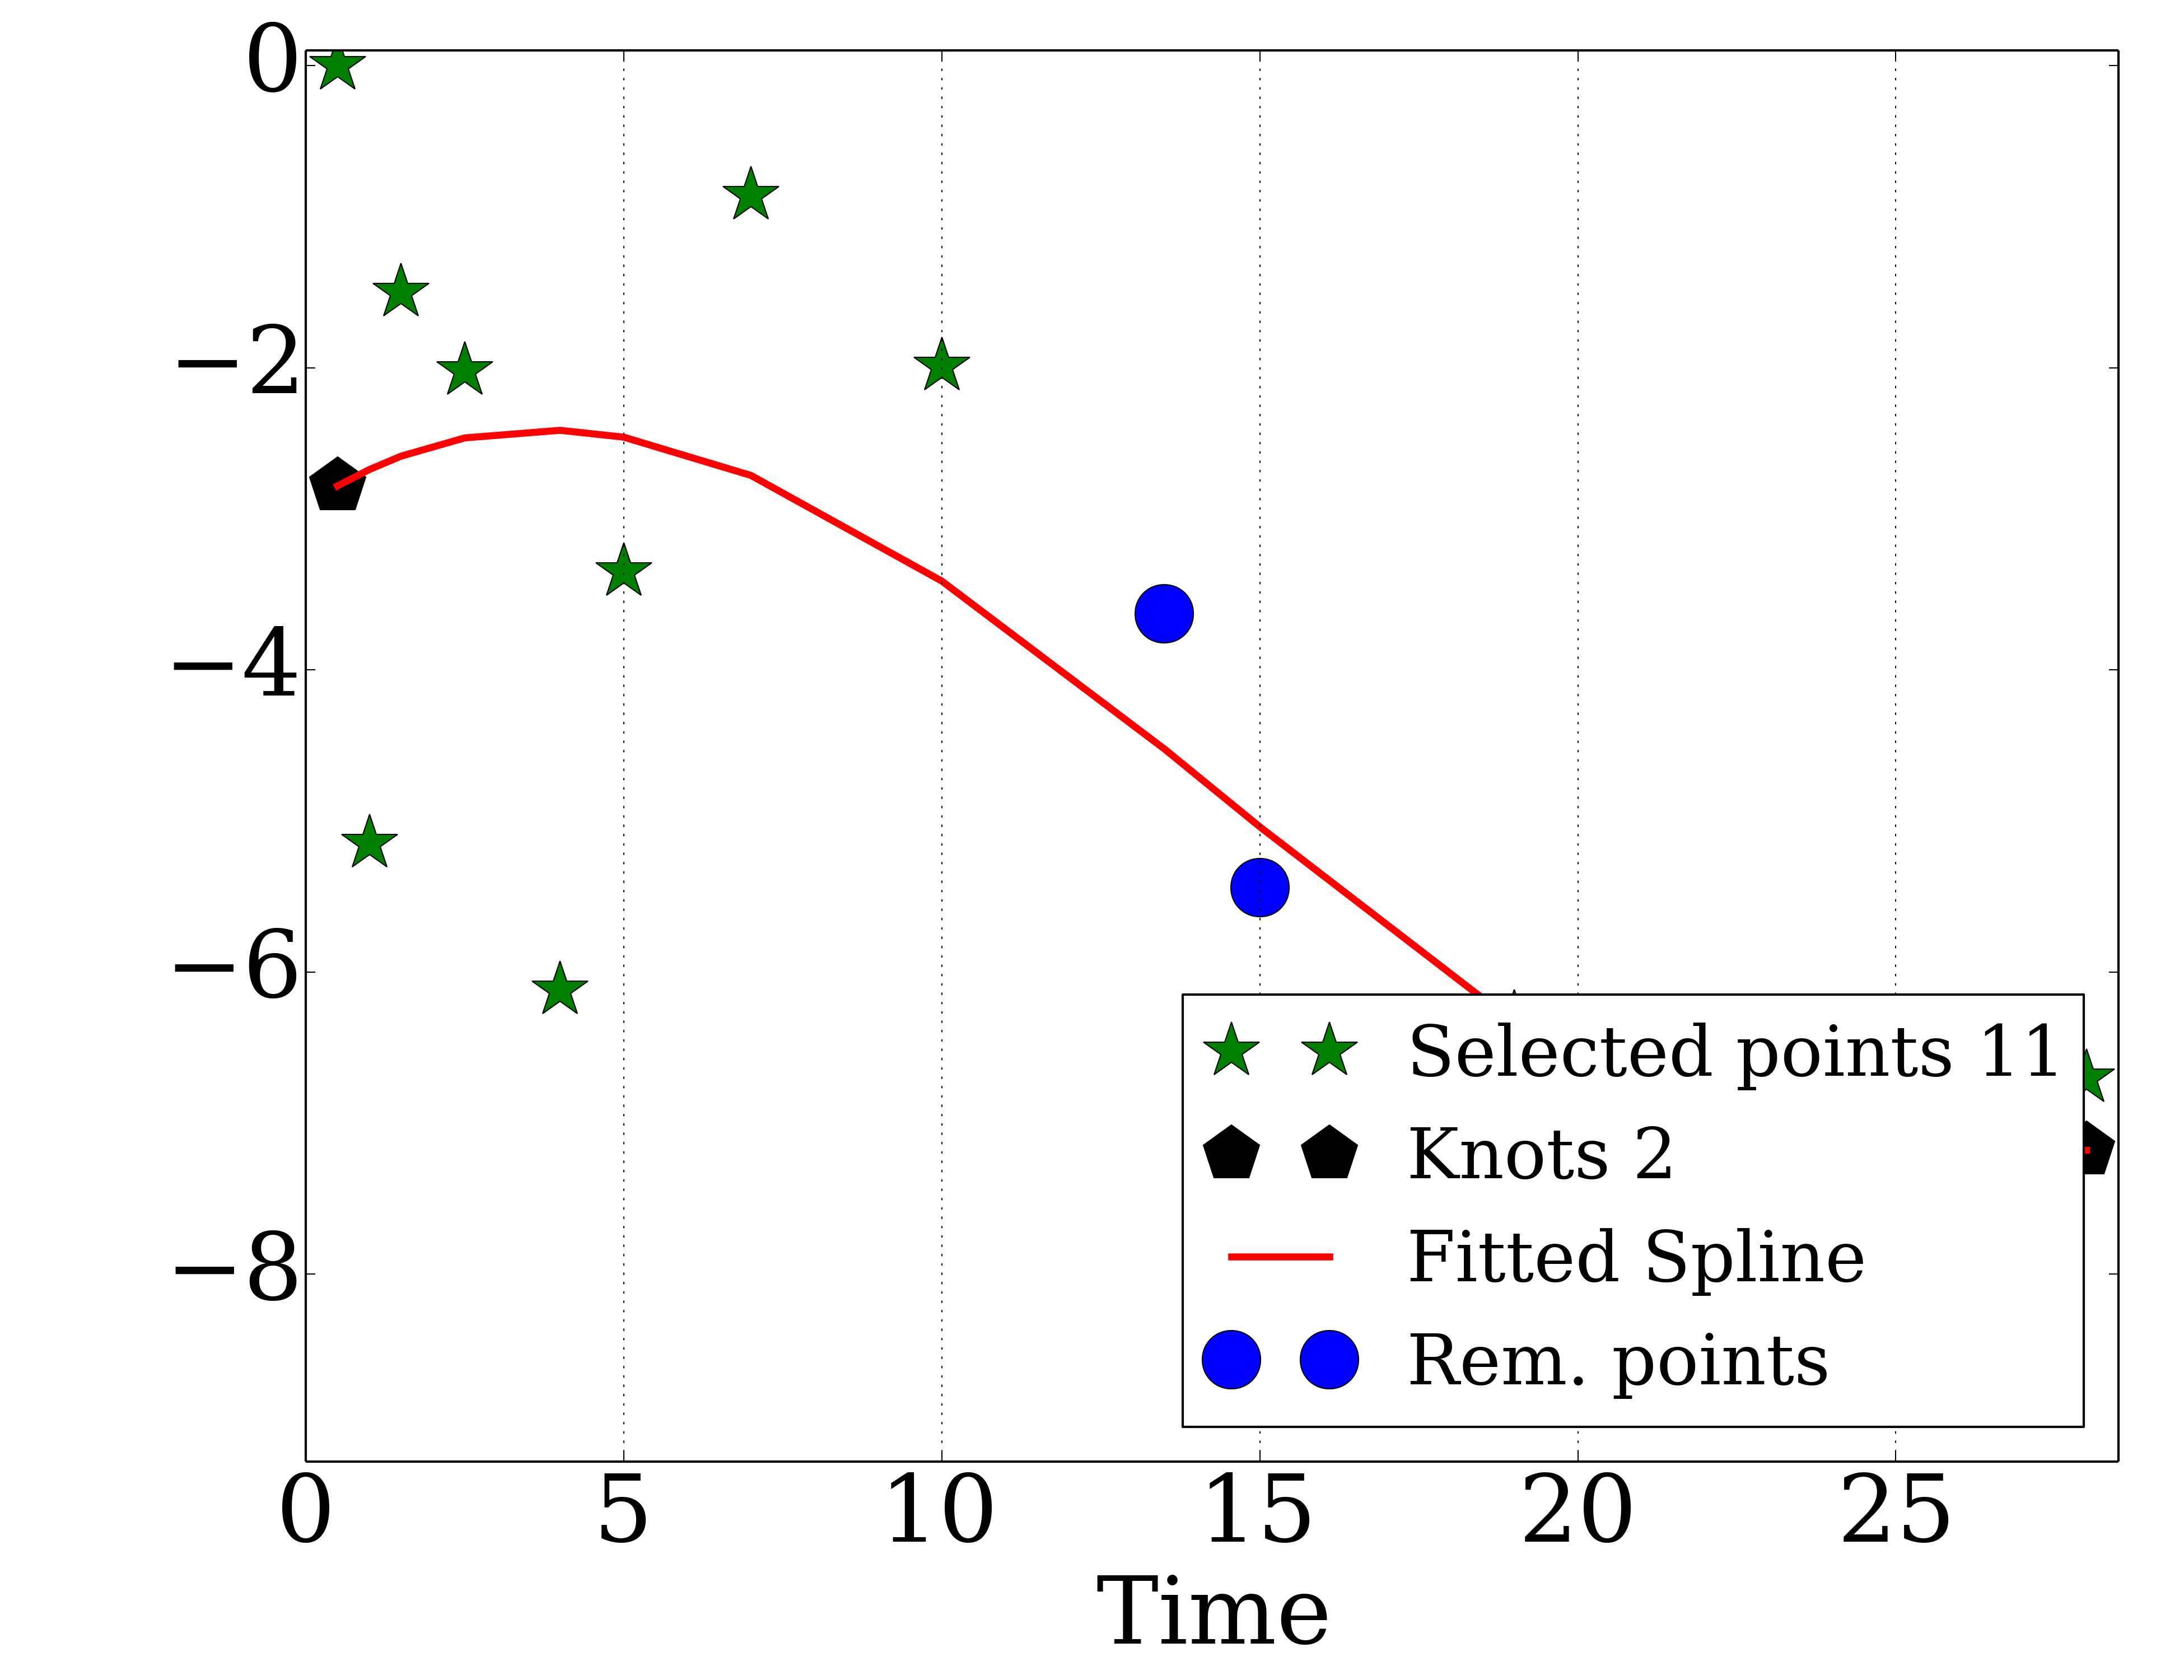 0
−2
−4
−6
−8
Selected points 11
Knots 2
Fitted Spline
Rem. points
0 5 10 15 20 25
Time